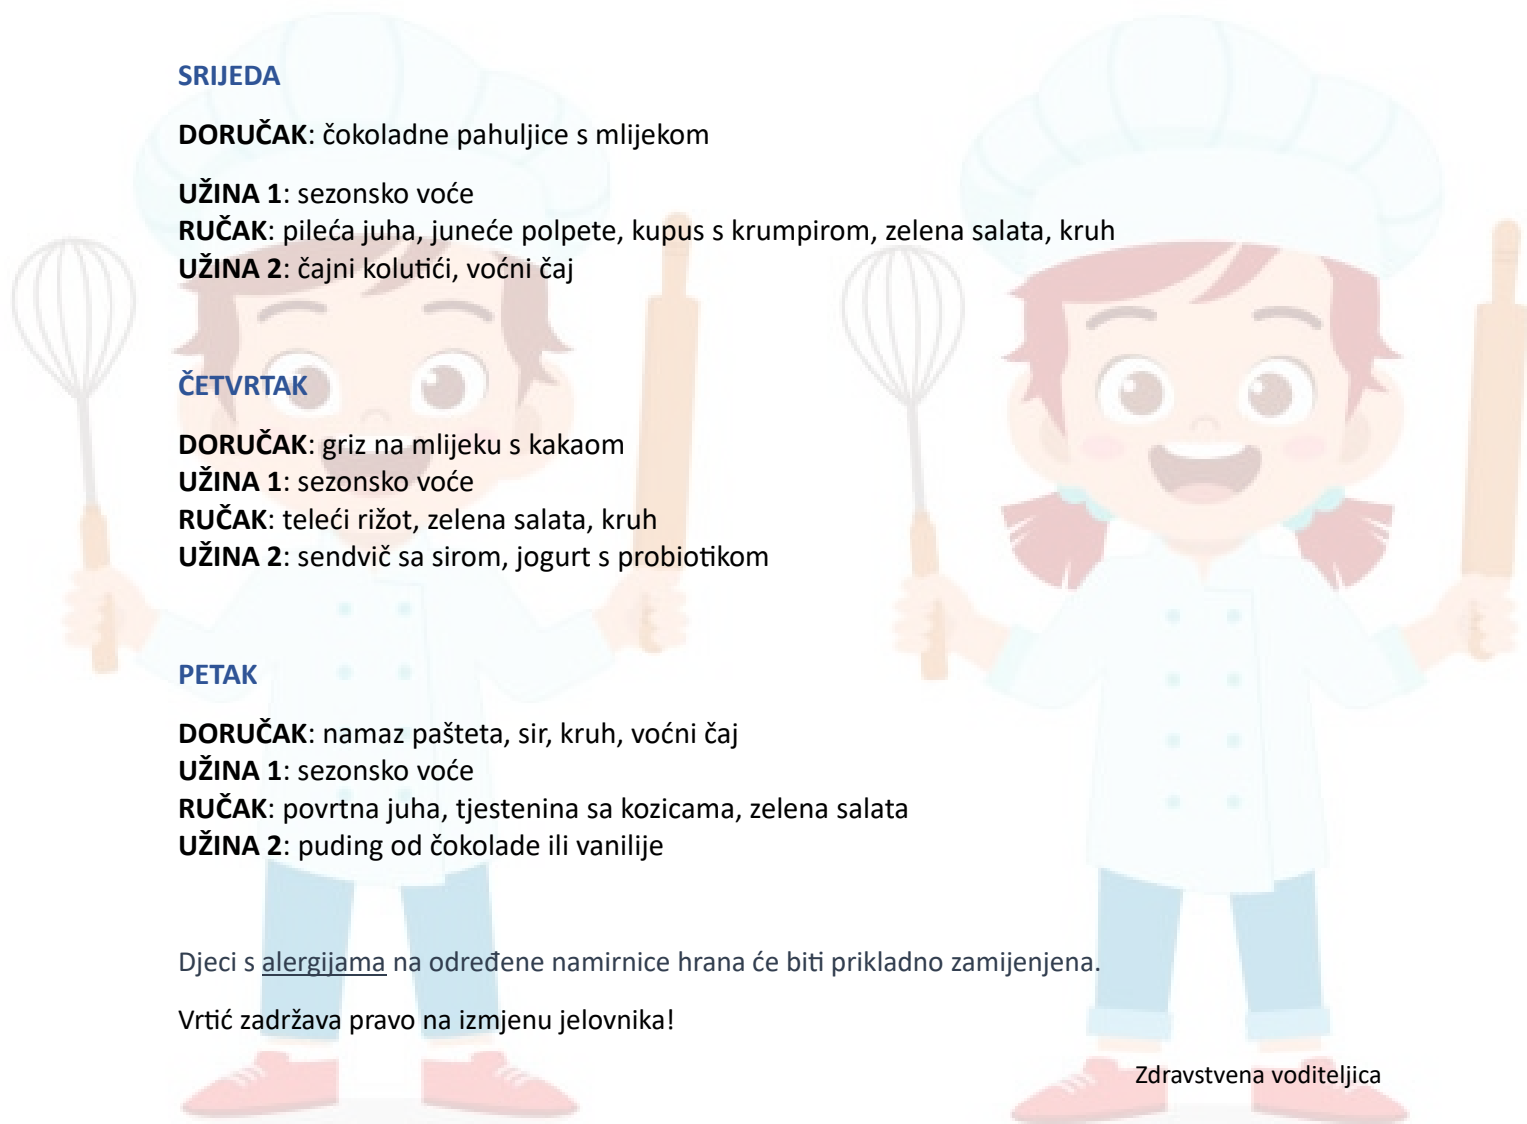 SRIJEDA
DORUČAK: čokoladne pahuljice s mlijekom
UŽINA 1: sezonsko voće
RUČAK: pileća juha, juneće polpete, kupus s krumpirom, zelena salata, kruh
UŽINA 2: čajni kolutići, voćni čaj
ČETVRTAK
DORUČAK: griz na mlijeku s kakaom
UŽINA 1: sezonsko voće
RUČAK: teleći rižot, zelena salata, kruh
UŽINA 2: sendvič sa sirom, jogurt s probiotikom
PETAK
DORUČAK: namaz pašteta, sir, kruh, voćni čaj
UŽINA 1: sezonsko voće
RUČAK: povrtna juha, tjestenina sa kozicama, zelena salata
UŽINA 2: puding od čokolade ili vanilije
Djeci s alergijama na određene namirnice hrana će biti prikladno zamijenjena.
Vrtić zadržava pravo na izmjenu jelovnika!
Zdravstvena voditeljica